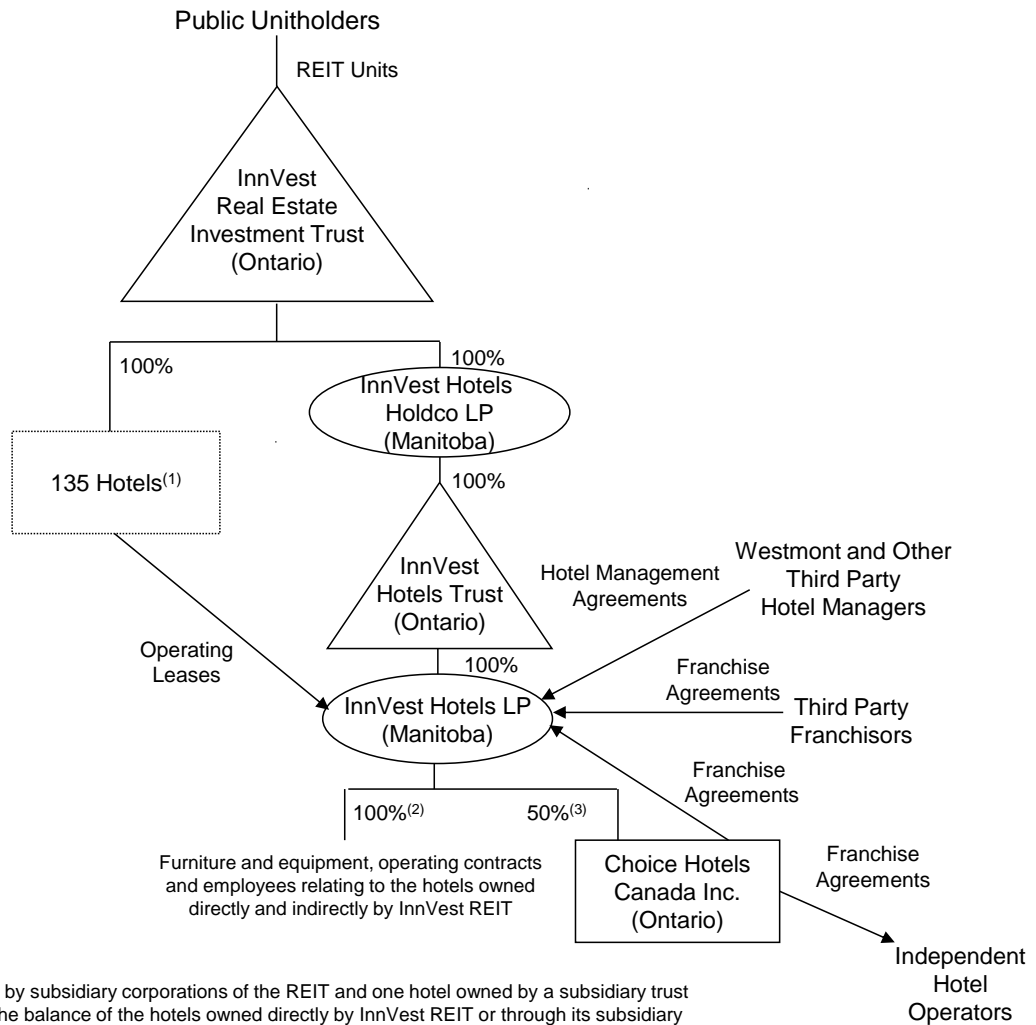 Public Unitholders
REIT Units
InnVest
Real Estate
Investment Trust
(Ontario)
100%
100%
InnVest Hotels
Holdco LP
(Manitoba)
135 Hotels(1)
100%
InnVest
Hotels Trust
(Ontario)
Hotel Management
Agreements
Westmont and Other
Third Party
Hotel Managers
Operating
Leases
100%
InnVest Hotels LP
(Manitoba)
Franchise
Agreements
Third Party
Franchisors
Franchise
Agreements
100%(2)
50%(3)
Furniture and equipment, operating contracts
and employees relating to the hotels owned
directly and indirectly by InnVest REIT
Choice Hotels
Canada Inc.
(Ontario)
Franchise
Agreements
Independent
Hotel
Operators
by subsidiary corporations of the REIT and one hotel owned by a subsidiary trust
he balance of the hotels owned directly by InnVest REIT or through its subsidiary